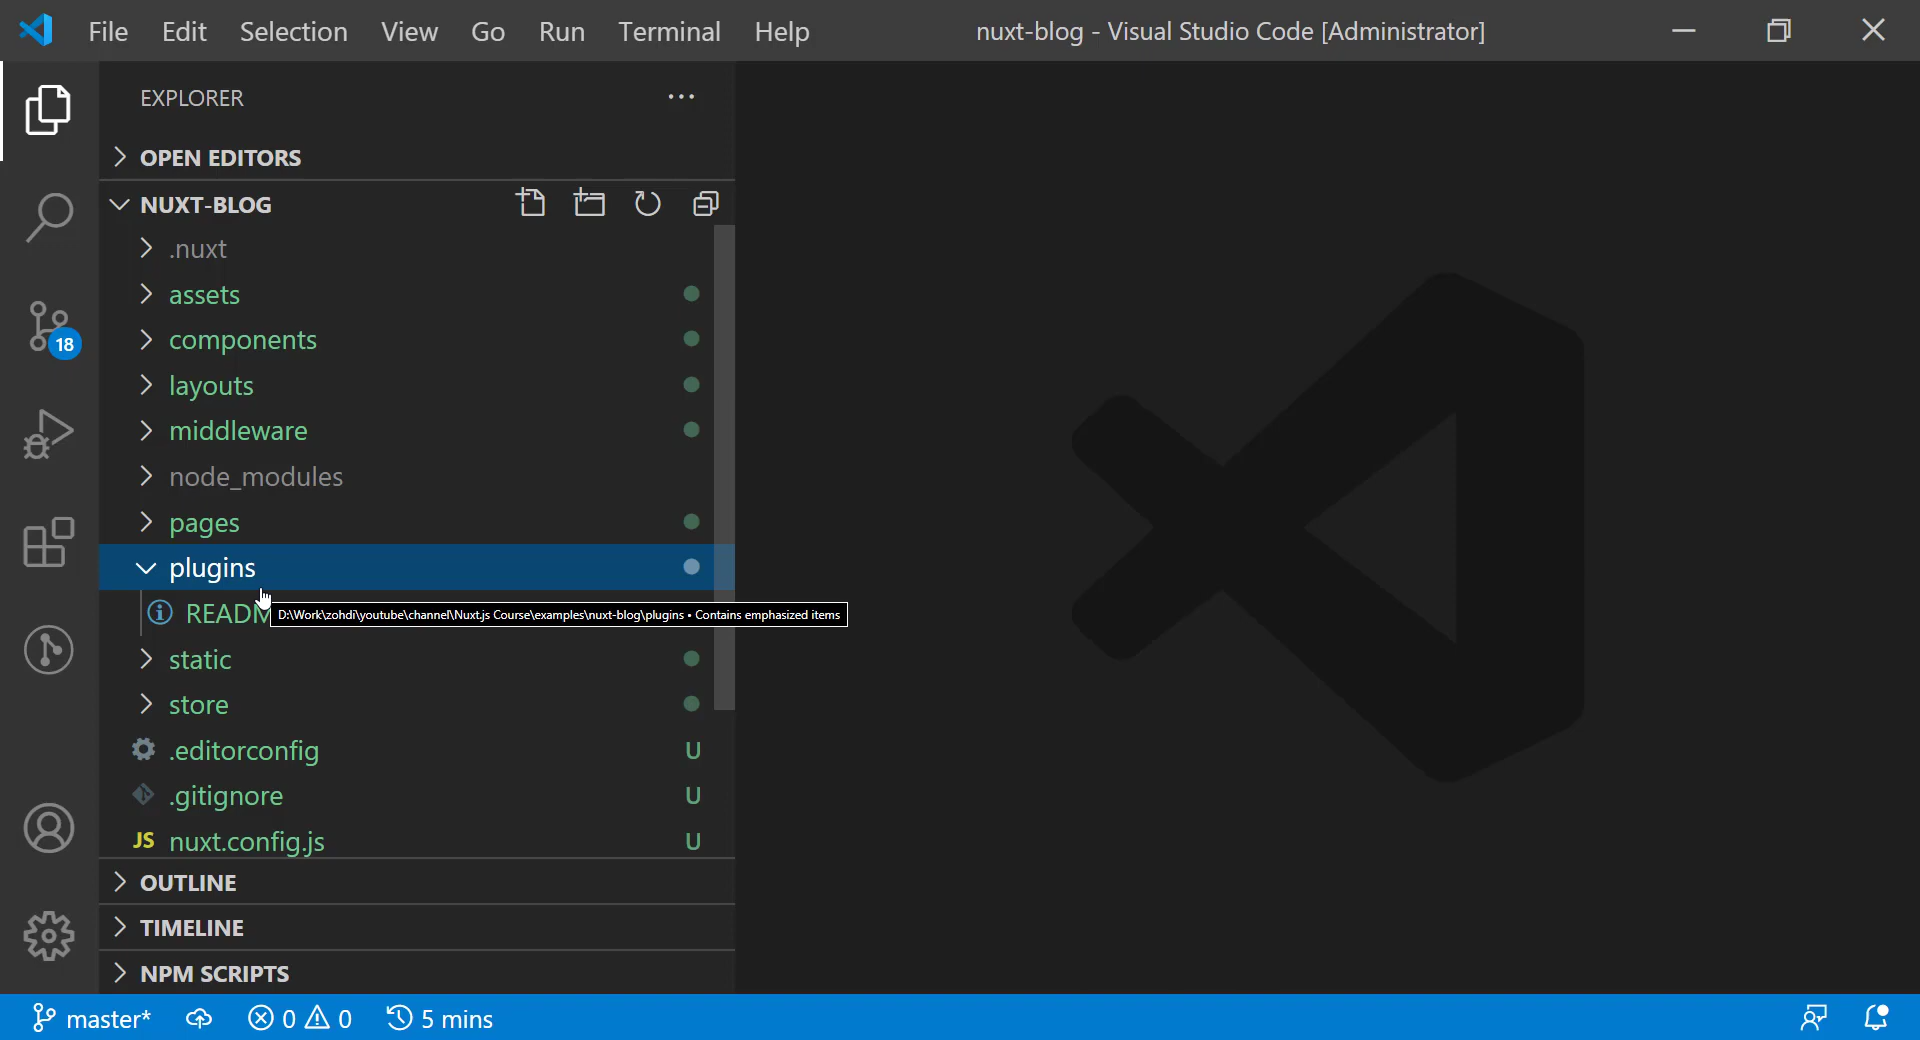 File Edit Selection View Go Run Terminal Help nuxt-blog - Visual Studio Code [Administrator]
EXPLORER
OPEN EDITORS
NUXT-BLOG
.nuxt
assets
components
layouts
middleware
node_modules
pages
plugins
READM
D:\Work\zohdi\youtube\channel\Nuxt.js Course\examples\nuxt-blog\plugins • Contains emphasized items
static
store
.editorconfig U
.gitignore U
JS nuxt.config.js U
OUTLINE
TIMELINE
NPM SCRIPTS
18
master* 0 0 5 mins